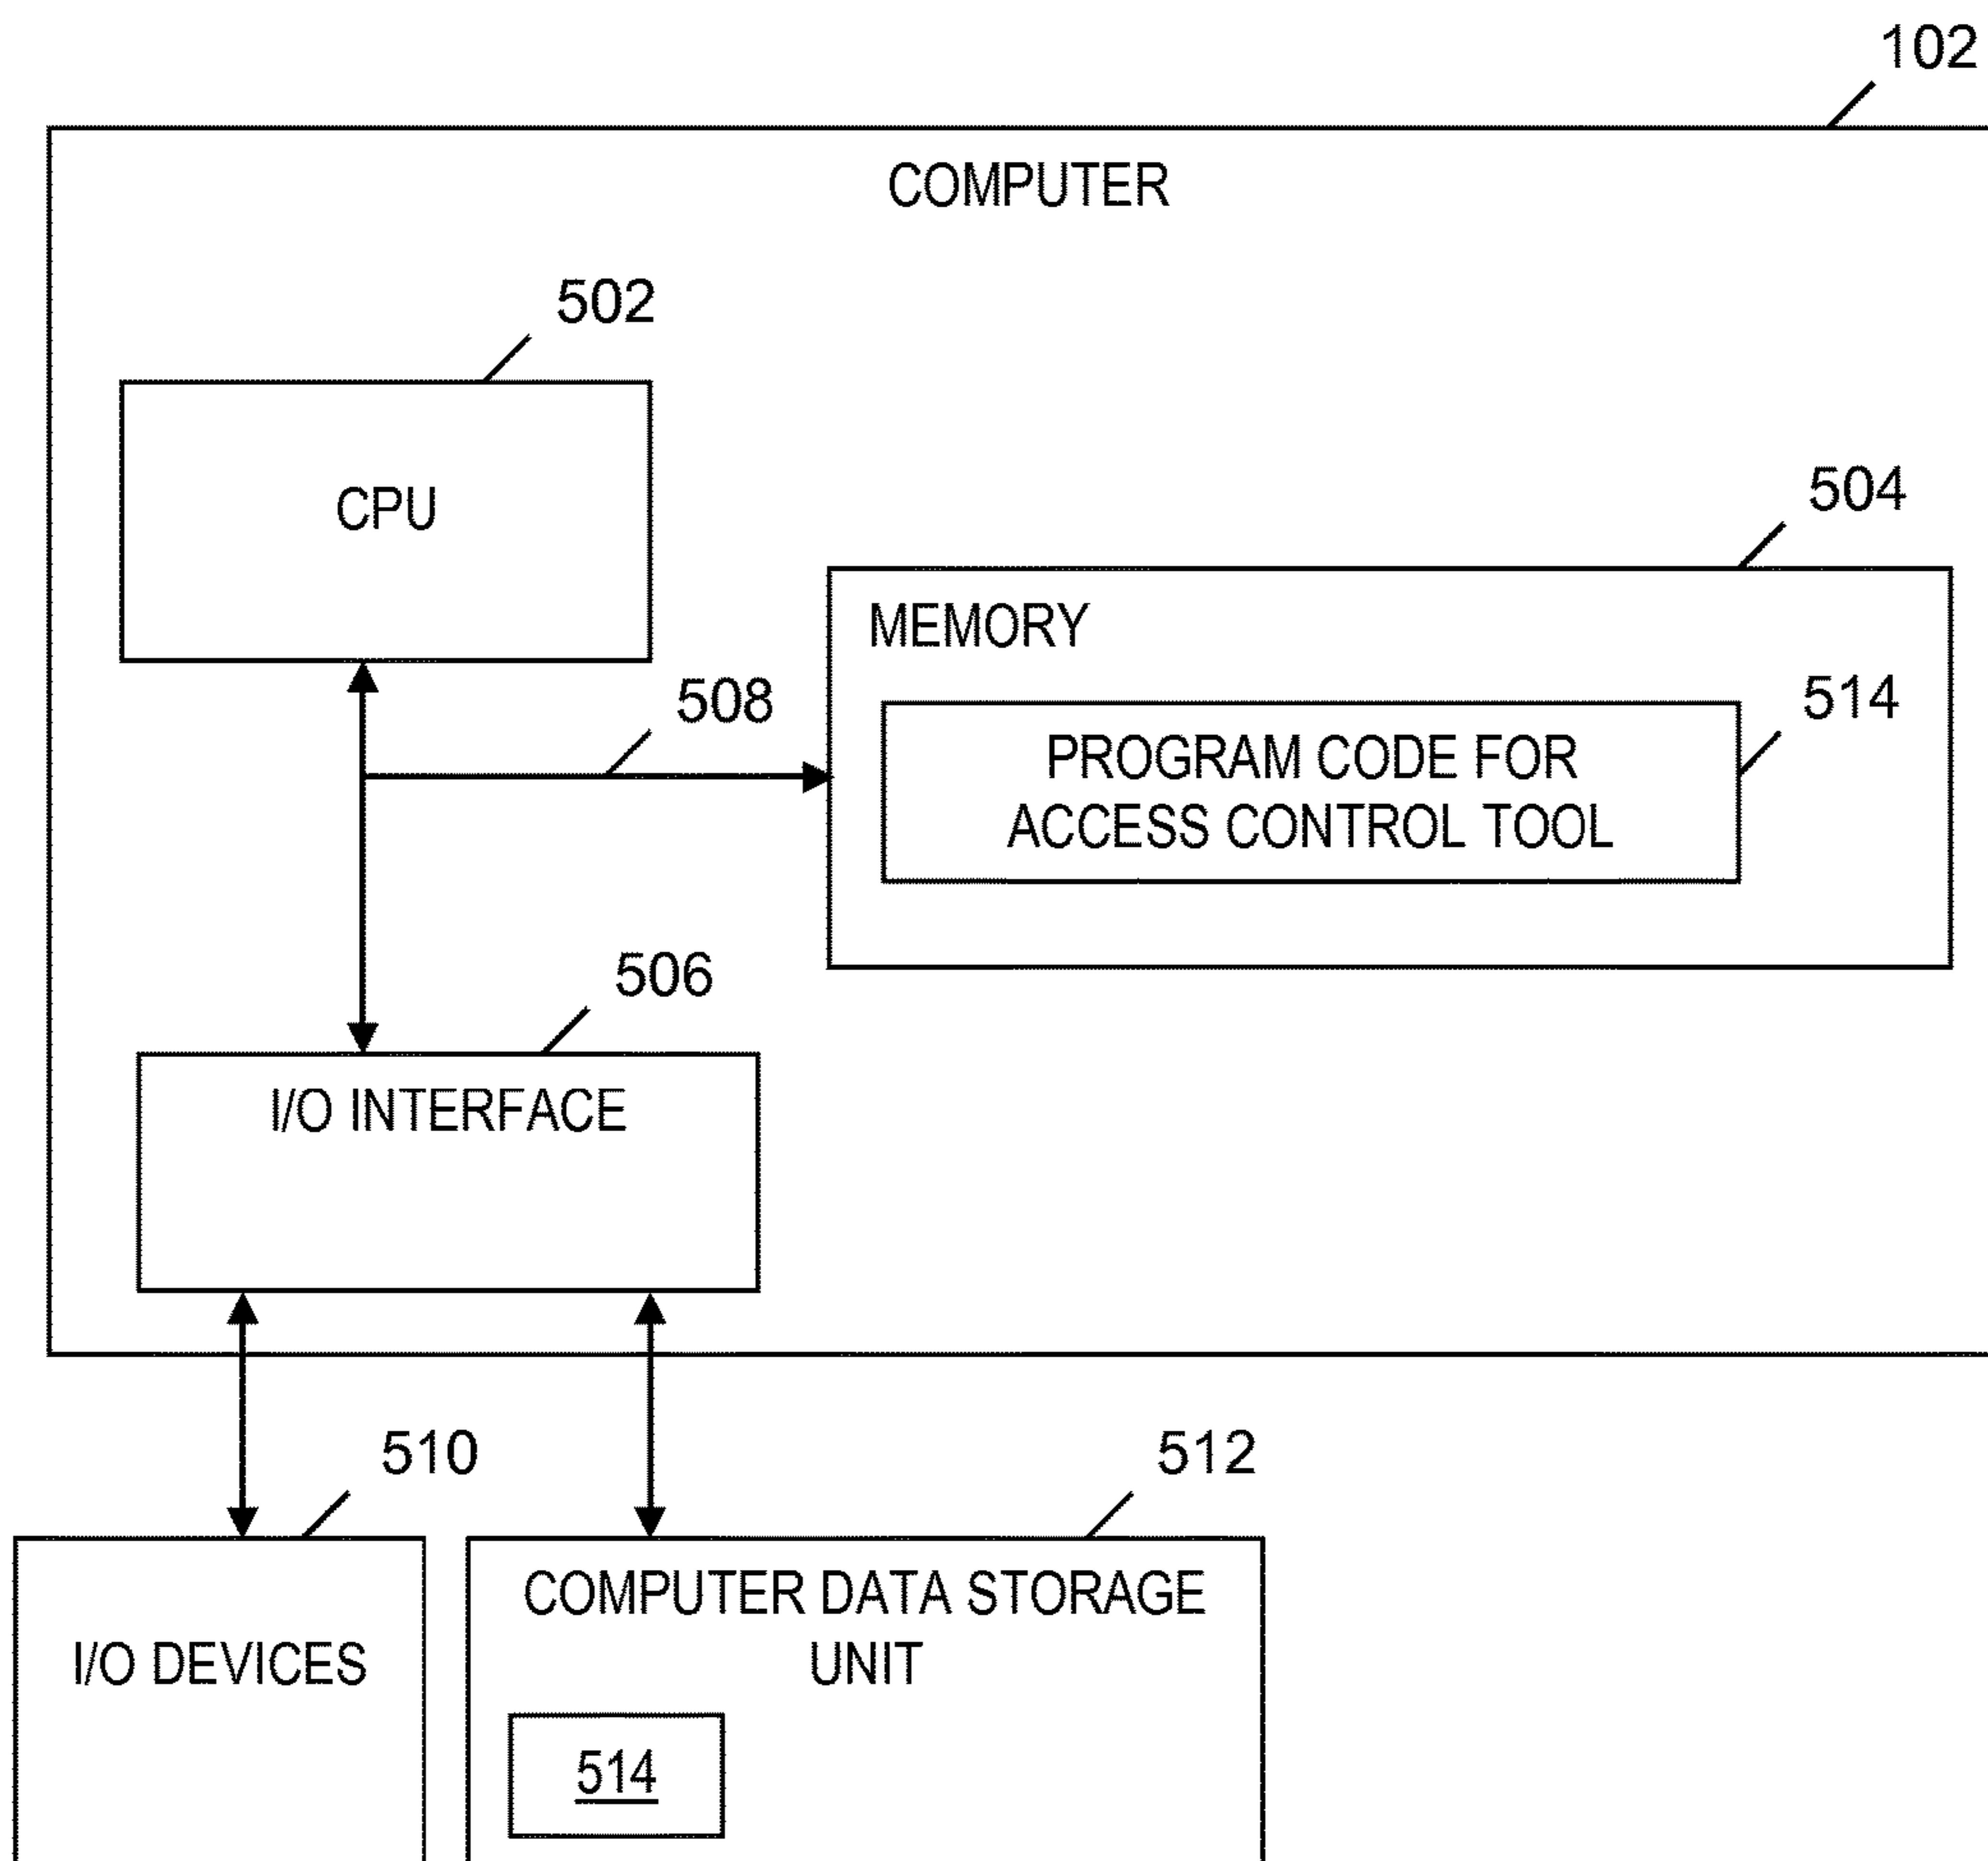 102
COMPUTER
502
CPU
504
MEMORY
508
514
PROGRAM CODE FOR
ACCESS CONTROL TOOL
506
I/O INTERFACE
510
512
I/O DEVICES
COMPUTER DATA STORAGE
UNIT
514